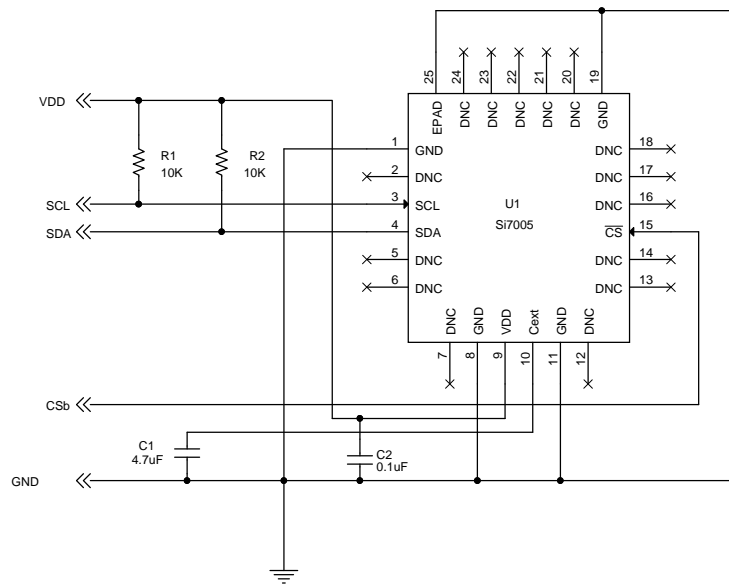 25
24
23
22
21
20
19
EPAD
DNC
DNC
DNC
DNC
DNC
GND
VDD
R1
10K
R2
10K
1
GND
2
DNC
SCL
3
SCL
SDA
4
SDA
5
DNC
6
DNC
U1
Si7005
DNC
18
DNC
17
DNC
16
CS
15
DNC
14
DNC
13
DNC
GND
VDD
Cext
GND
DNC
7
8
9
10
11
12
CSb
C1
4.7uF
C2
0.1uF
GND